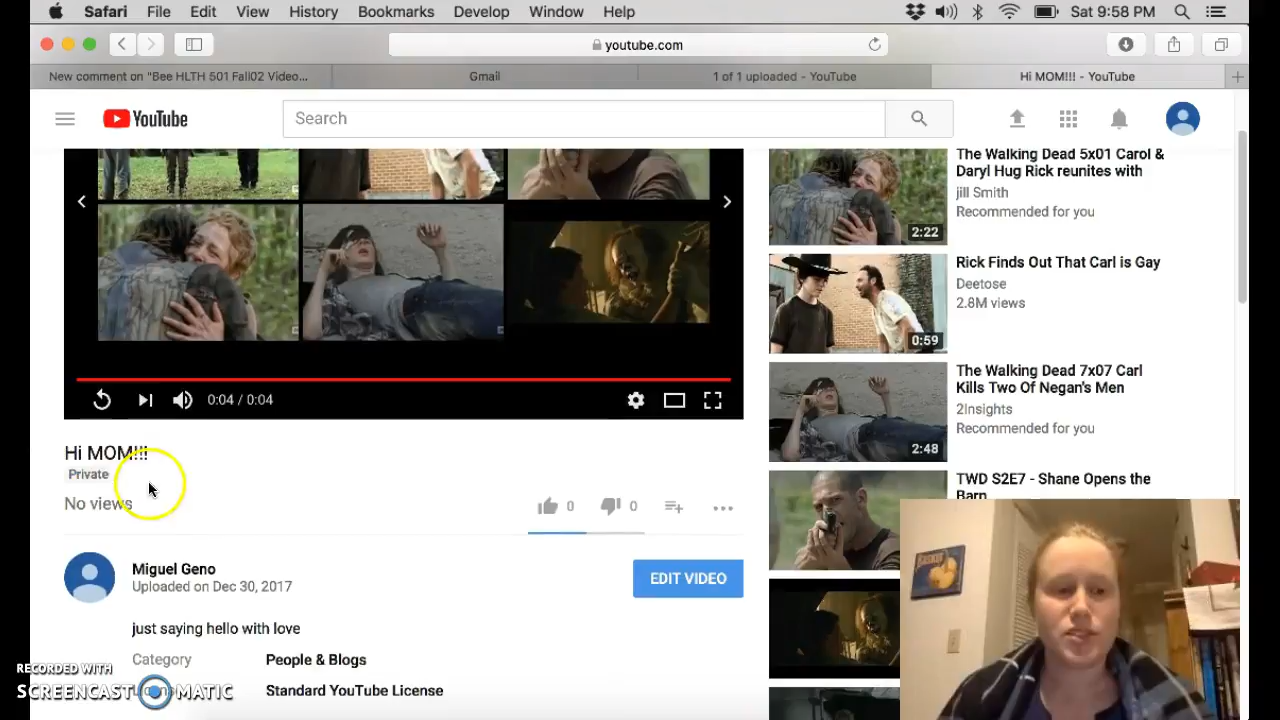 Safari File Edit View History Bookmarks Develop Window Help Sat 9:58 PM
youtube.com
New comment on "Bee HLTH 501 Fall02 Video... Gmail 1 of 1 uploaded - YouTube Hi MOM!!! - YouTube
YouTube Search
The Walking Dead 5x01 Carol &
Daryl Hug Rick reunites with
jill Smith
Recommended for you
2:22
Rick Finds Out That Carl is Gay
Deetose
2.8M views
0:59
The Walking Dead 7x07 Carl
Kills Two Of Negan's Men
2Insights
Recommended for you
2:48
TWD S2E7 - Shane Opens the
Barn
0:04 / 0:04
Hi MOM!!!
Private
No views
0 0
Miguel Geno
Uploaded on Dec 30, 2017
EDIT VIDEO
just saying hello with love
Category People & Blogs
Standard YouTube License
RECORDED WITH
SCREENCAST-O-MATIC